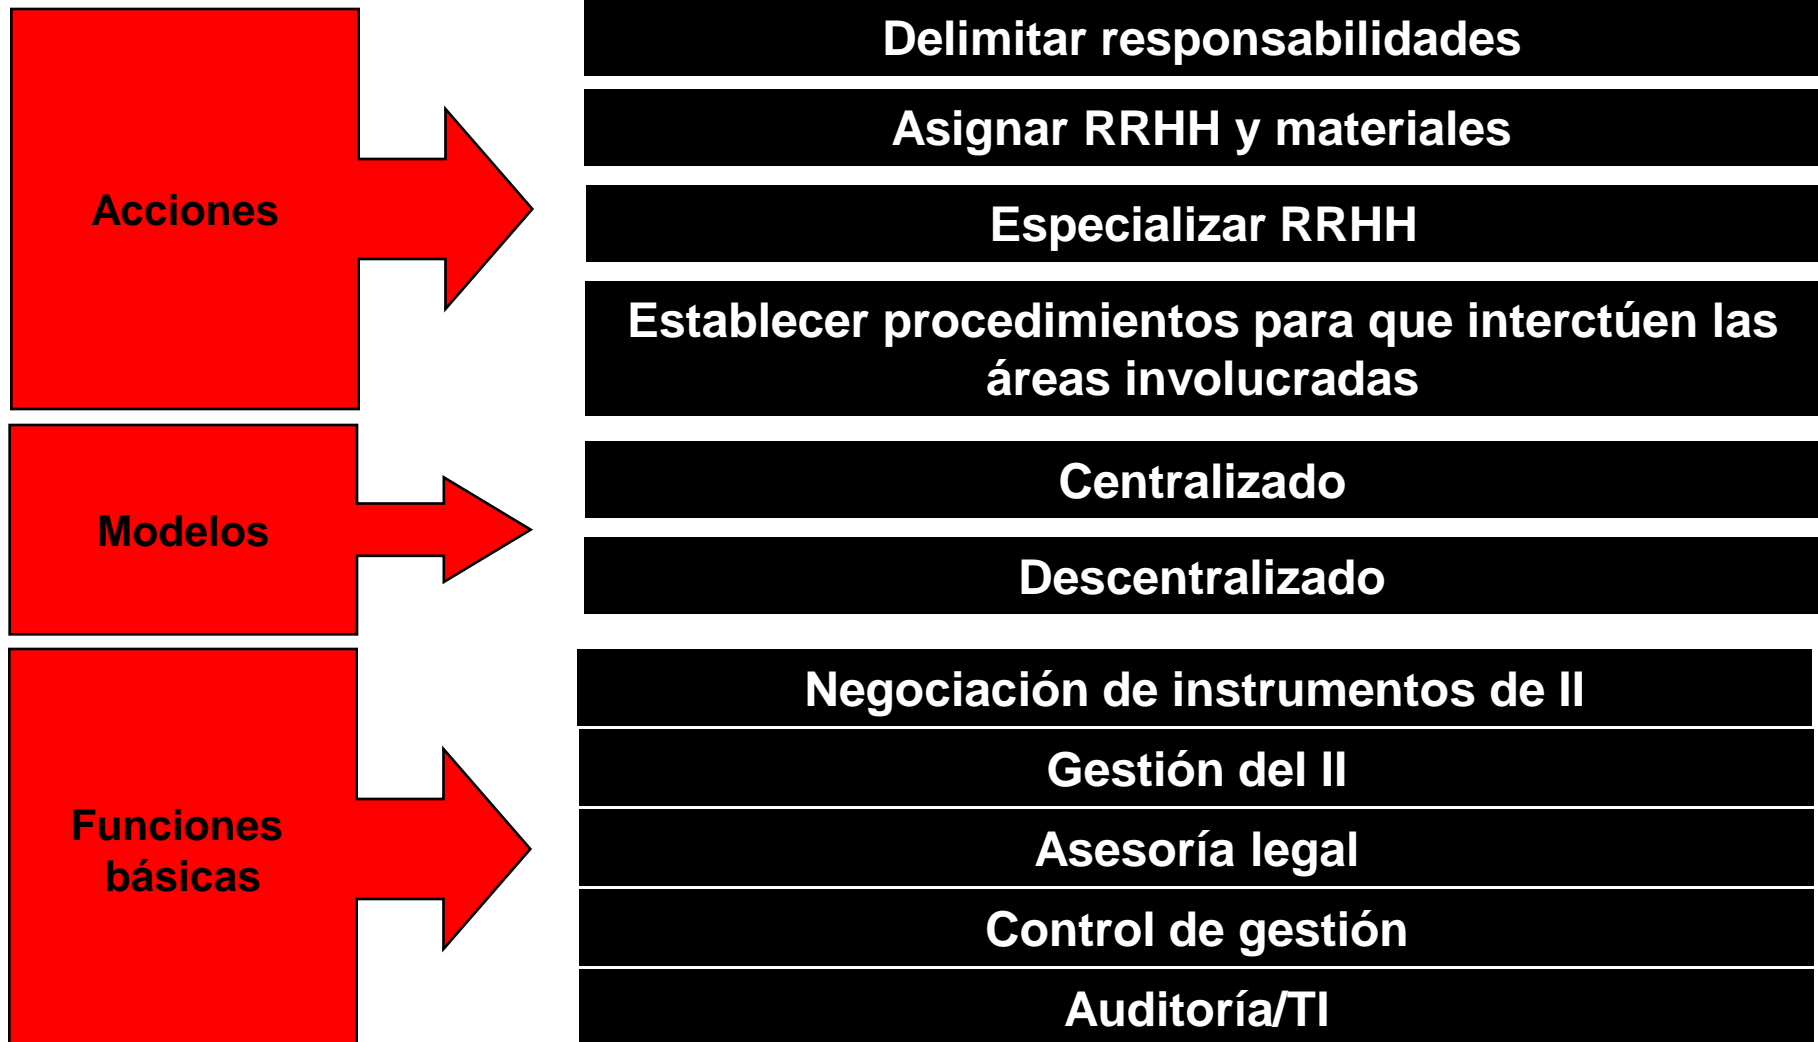 Acciones
Delimitar responsabilidades
Asignar RRHH y materiales
Especializar RRHH
Establecer procedimientos para que interctúen las
áreas involucradas
Modelos
Centralizado
Descentralizado
Funciones
básicas
Negociación de instrumentos de II
Gestión del II
Asesoría legal
Control de gestión
Auditoría/TI